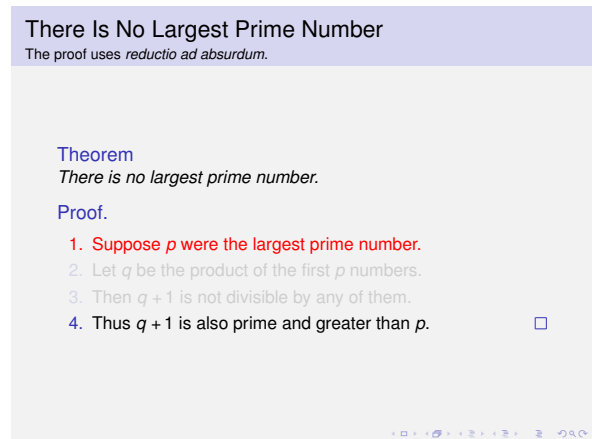 There Is No Largest Prime Number
The proof uses reductio ad absurdum.
Theorem
There is no largest prime number.
Proof.
1. Suppose p were the largest prime number.
2. Let q be the product of the first p numbers.
3. Then q + 1 is not divisible by any of them.
4. Thus q + 1 is also prime and greater than p. □